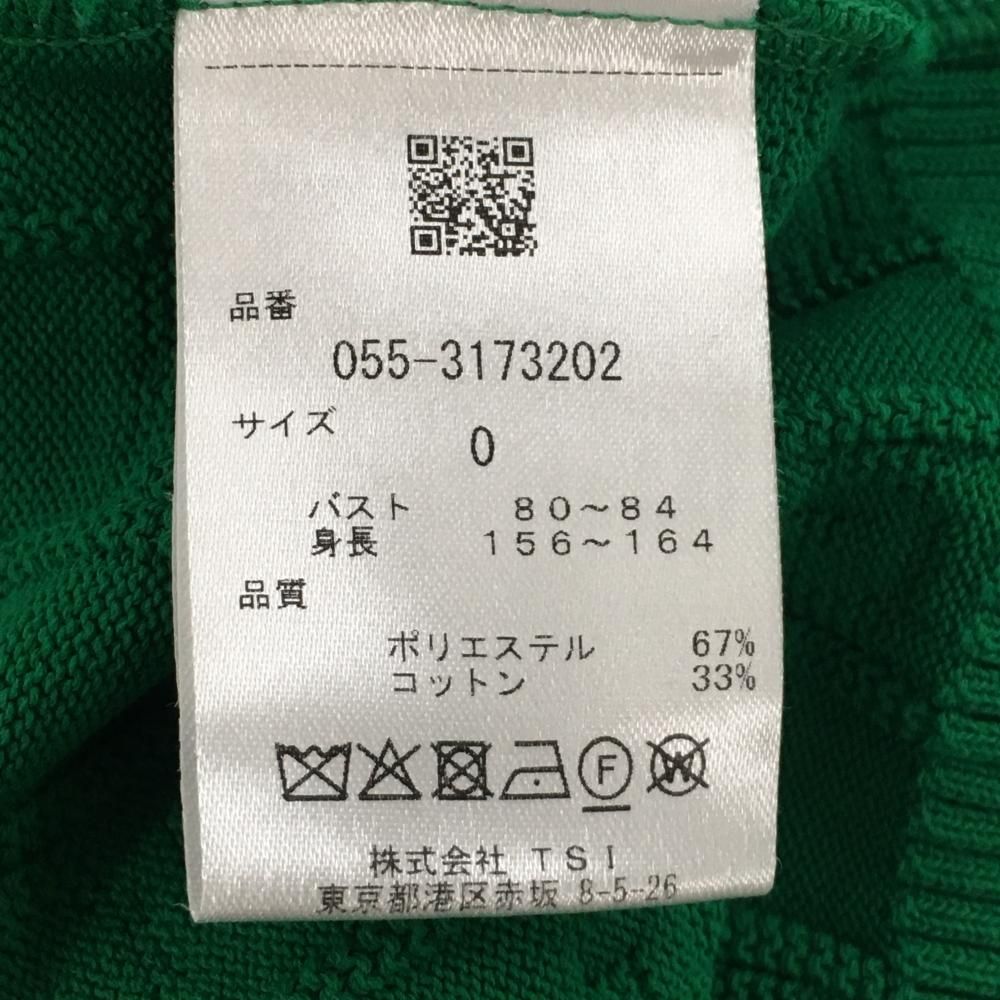 品番
055-3173202
サイズ
0
バスト 80~84
身長 156~164
品質
ポリエステル 67%
コットン 33%
F W
株式会社 TSI
東京都港区赤坂 8-5-26